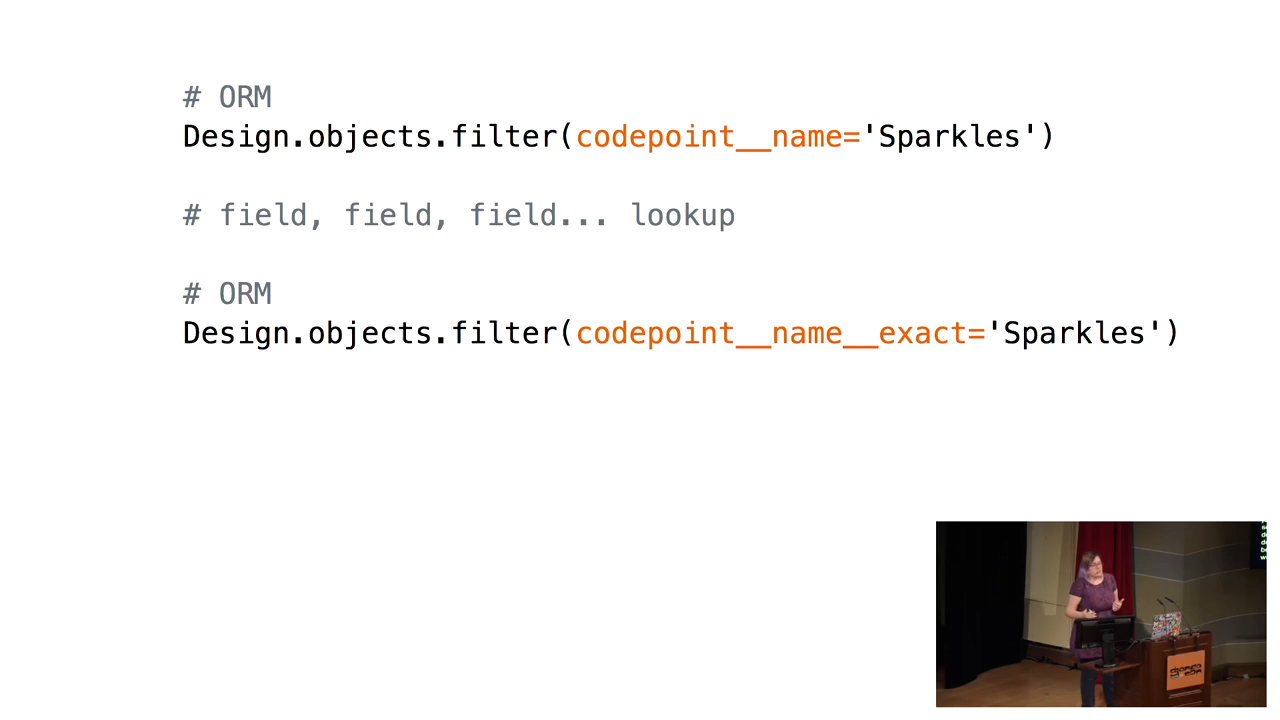 # ORM
Design.objects.filter(codepoint__name='Sparkles')
# field, field, field... lookup
# ORM
Design.objects.filter(codepoint__name__exact='Sparkles')